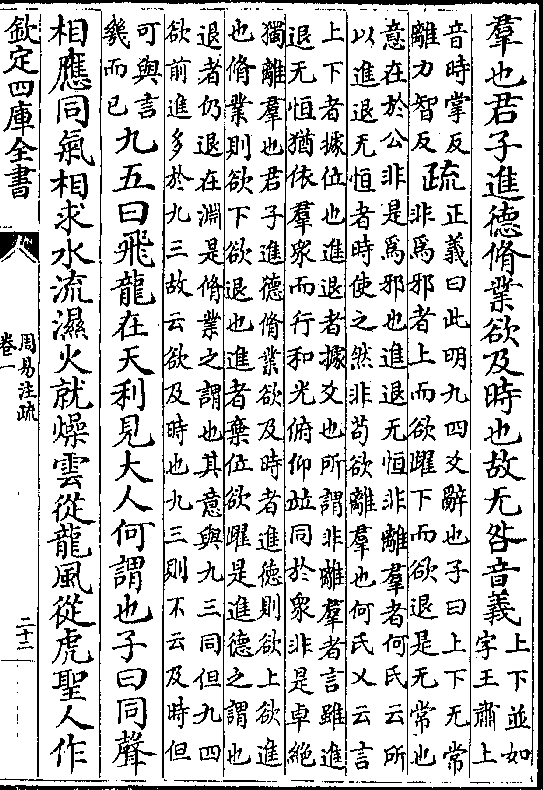 羣也君子進德脩業欲及時也故无咎音義上下並如
字王肅上
音時掌反
離力智反疏正義曰此明九四爻辭也子曰上下无常
非為邪者上而欲躍下而欲退是无常也
意在於公非是為邪也進退无恒非離羣者何氏云所
以進退无恒者時使之然非苟欲離羣也何氏又云言
上下者據位也進退者據爻也所謂非離羣者言雖進
退无恒猶依羣衆而行和光俯仰竝同於衆非是卓絶
獨離羣也君子進德脩業欲及時者進德則欲上欲進
也脩業則欲下欲退也進者棄位欲躍是進德之謂也
退者仍退在淵是脩業之謂也其意與九三同但九四
欲前進多於九三故云欲及時也九三則不云及時但
可與言
幾而已九五曰飛龍在天利見大人何謂也子曰同聲
相應同氣相求水流濕火就燥雲從龍風從虎聖人作
欽定四庫全書
周易注疏
卷一
二十二